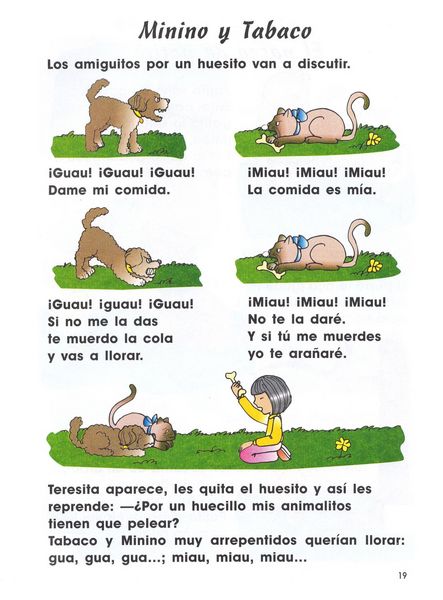 Minino y Tabaco
Los amiguitos por un huesito van a discutir.
¡Guau! ¡Guau! ¡Guau!
Dame mi comida.
¡Miau! ¡Miau! ¡Miau!
La comida es mía.
¡Guau! ¡guau! ¡Guau!
Si no me la das
te muerdo la cola
y vas a llorar.
¡Miau! ¡Miau! ¡Miau!
No te la daré.
Y si tú me muerdes
yo te arañaré.
Teresita aparece, les quita el huesito y así les
reprende: —¿Por un huecillo mis animalitos
tienen que pelear?
Tabaco y Minino muy arrepentidos querían llorar:
gua, gua, gua...; miau, miau, miau...
19